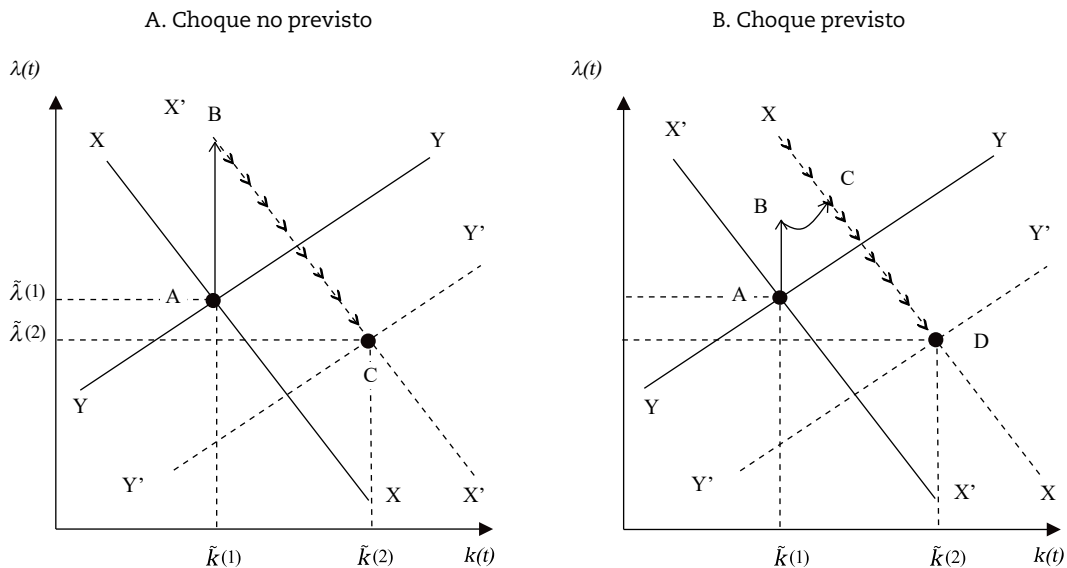 A. Choque no previsto
B. Choque previsto
λ(t)
X’
B
X
Y
Y’
λ̃(1)
A
λ̃(2)
C
Y
Y’
X
X’
k̃(1)
k̃(2)
k(t)
λ(t)
X
X’
Y
C
B
Y’
A
D
Y
Y’
X’
X
k̃(1)
k̃(2)
k(t)